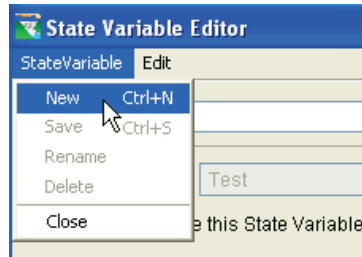 State Variable Editor
StateVariable Edit
New Ctrl+N
Save Ctrl+S
Rename
Delete
Test
Close
this State Variable